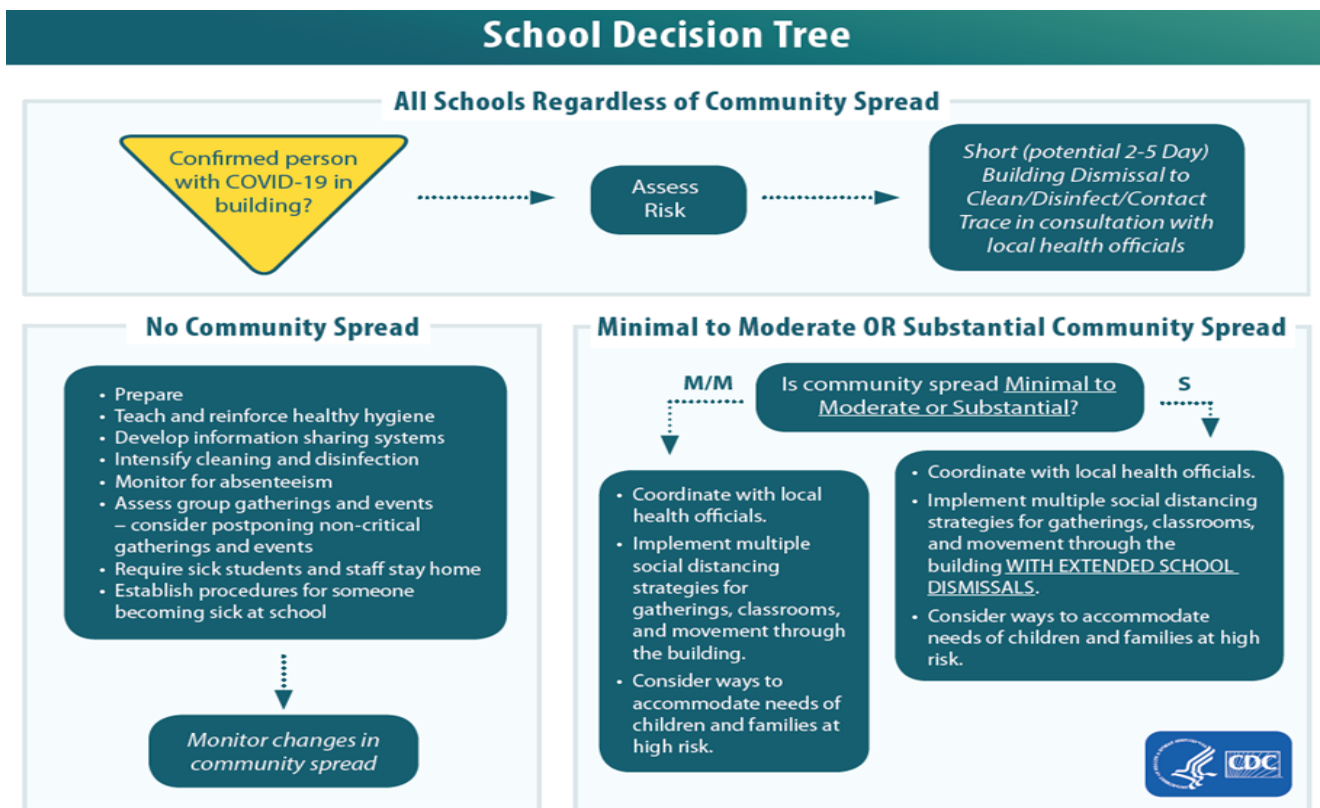 School Decision Tree
All Schools Regardless of Community Spread
Confirmed person
with COVID-19 in
building?
Assess
Risk
Short (potential 2-5 Day)
Building Dismissal to
Clean/Disinfect/Contact
Trace in consultation with
local health officials
No Community Spread
• Prepare
• Teach and reinforce healthy hygiene
• Develop information sharing systems
• Intensify cleaning and disinfection
• Monitor for absenteeism
• Assess group gatherings and events
– consider postponing non-critical
gatherings and events
• Require sick students and staff stay home
• Establish procedures for someone
becoming sick at school
Monitor changes in
community spread
Minimal to Moderate OR Substantial Community Spread
M/M
Is community spread Minimal to
Moderate or Substantial?
S
• Coordinate with local
health officials.
• Implement multiple
social distancing
strategies for
gatherings, classrooms,
and movement through
the building.
• Consider ways to
accommodate needs of
children and families at
high risk.
• Coordinate with local health officials.
• Implement multiple social distancing
strategies for gatherings, classrooms,
and movement through the
building WITH EXTENDED SCHOOL
DISMISSALS.
• Consider ways to accommodate
needs of children and families at high
risk.
CDC